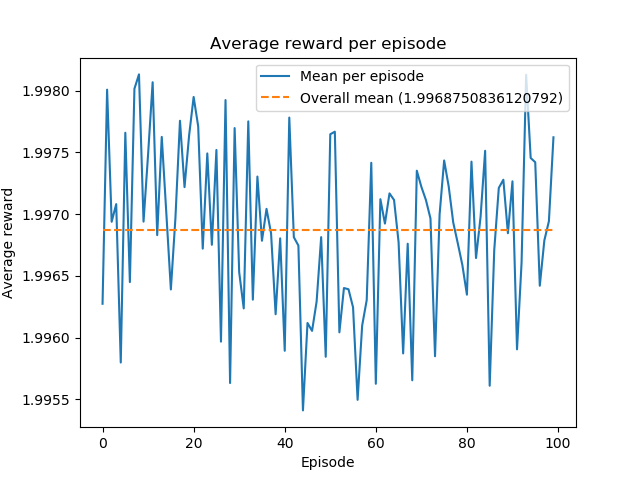 Average reward per episode
Mean per episode
Overall mean (1.9968750836120792)
Average reward
1.9980
1.9975
1.9970
1.9965
1.9960
1.9955
0 20 40 60 80 100
Episode